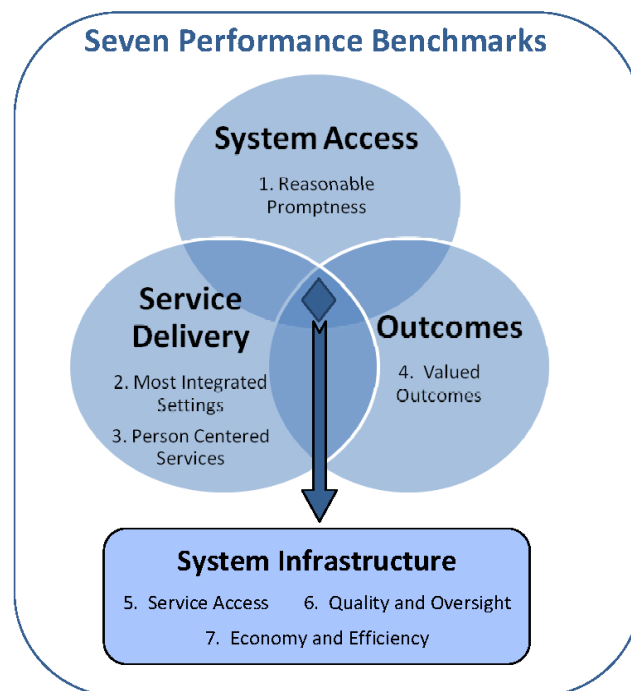 Seven Performance Benchmarks
System Access
1. Reasonable
Promptness
Service
Delivery
2. Most Integrated
Settings
3. Person Centered
Services
Outcomes
4. Valued
Outcomes
System Infrastructure
5. Service Access 6. Quality and Oversight
7. Economy and Efficiency